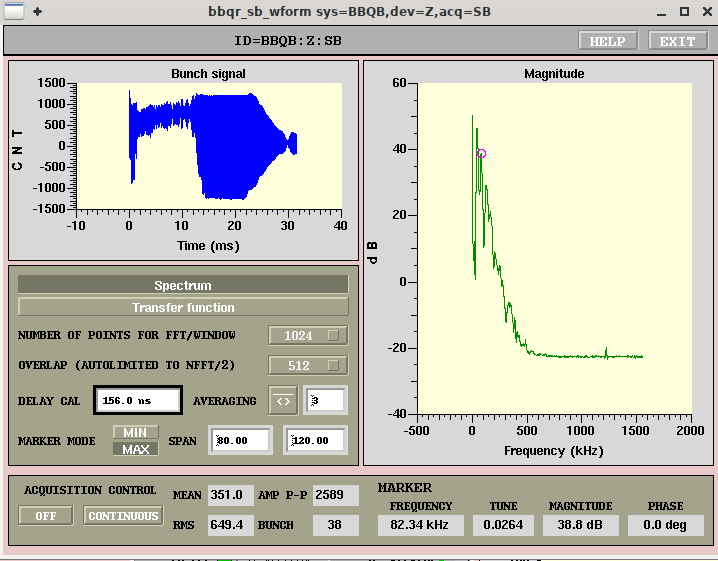 bbqr_sb_wform sys=BBQB,dev=Z,acq=SB
ID=BBQB:Z:SB
HELP
EXIT
Bunch signal
1500
1000
500
0
-500
-1000
-1500
C N T
-10
0
10
20
30
40
Time (ms)
Magnitude
60
40
20
0
-20
-40
d B
-500
0
500
1000
1500
2000
Frequency (kHz)
Spectrum
Transfer function
NUMBER OF POINTS FOR FFT/WINDOW
1024
OVERLAP (AUTOLIMITED TO NFFT/2)
512
DELAY CAL
156.0 ns
AVERAGING
<>
3
MARKER MODE
MIN
MAX
SPAN
80.00
120.00
ACQUISITION CONTROL
OFF
CONTINUOUS
MEAN
351.0
AMP P-P
2589
RMS
649.4
BUNCH
38
MARKER
FREQUENCY
TUNE
MAGNITUDE
PHASE
82.34 kHz
0.0264
38.8 dB
0.0 deg